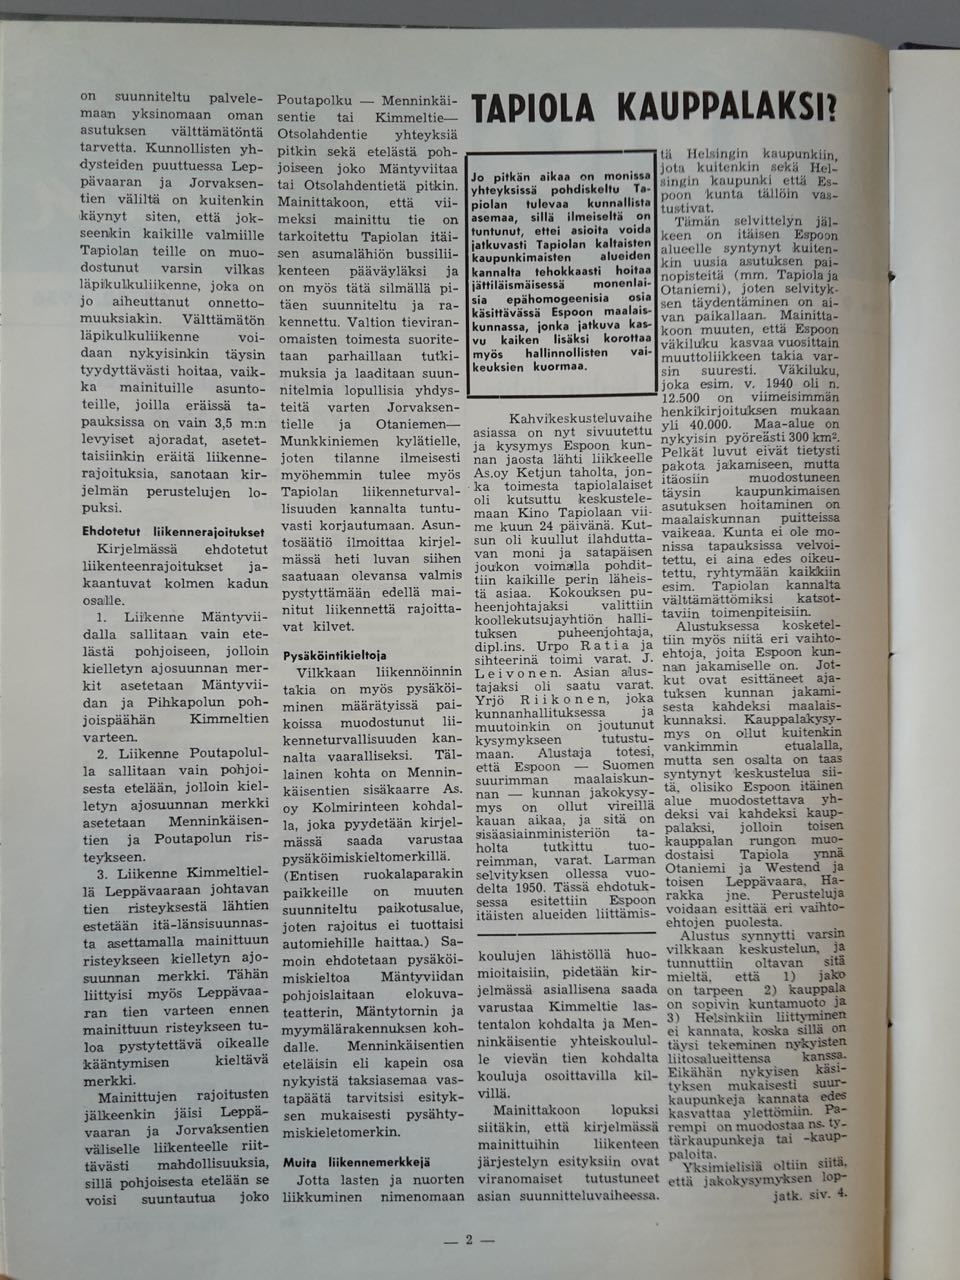 on suunniteltu palvele-
maan yksinomaan oman
asutuksen välttämätöntä
tarvetta. Kunnollisten yh-
dysteiden puuttuessa Lep-
pävaaran ja Jorvaksen-
tien väliltä on kuitenkin
käynyt siten, että jok-
seenkin kaikille valmiille
Tapiolan teille on muo-
dostunut varsin vilkas
läpikulkuliikenne, joka on
jo aiheuttanut onnetto-
muuksiakin. Välttämätön
läpikulkuliikenne voi-
daan nykyisinkin täysin
tyydyttävästi hoitaa, vaik-
ka mainituille asunto-
teille, joilla eräissä ta-
pauksissa on vain 3,5 m:n
levyiset ajoradat, asetet-
taisiinkin eräitä liikenne-
rajoituksia, sanotaan kir-
jelmän perustelujen lo-
puksi.
Ehdotetut liikennerajoitukset
Kirjelmässä ehdotetut
liikenteenrajoitukset ja-
kaantuvat kolmen kadun
osalle.
1. Liikenne Mäntyvii-
dalla sallitaan vain ete-
lästä pohjoiseen, jolloin
kielletyn ajosuunnan mer-
kit asetetaan Mäntyvii-
dan ja Pihkapolun poh-
joispäähän Kimmeltien
varteen.
2. Liikenne Poutapolul-
la sallitaan vain pohjoi-
sesta etelään, jolloin kiel-
letyn ajosuunnan merkki
asetetaan Menninkäisen-
tien ja Poutapolun ris-
teykseen.
3. Liikenne Kimmeltiel-
lä Leppävaaraan johtavan
tien risteyksestä lähtien
estetään itä-länsisuunnas-
ta asettamalla mainittuun
risteykseen kielletyn ajo-
suunnan merkki. Tähän
liittyisi myös Leppävaa-
ran tien varteen ennen
mainittuun risteykseen tu-
loa pystytettävä oikealle
kääntymisen kieltävä
merkki.
Mainittujen rajoitusten
jälkeenkin jäisi Leppä-
vaaran ja Jorvaksentien
väliselle liikenteelle riit-
tävästi mahdollisuuksia,
sillä pohjoisesta etelään se
voisi suuntautua joko
Poutapolku — Menninkäi-
sentie tai Kimmeltie—
Otsolahdentie yhteyksiä
pitkin sekä etelästä poh-
joiseen joko Mäntyviitaa
tai Otsolahdentietä pitkin.
Mainittakoon, että vii-
meksi mainittu tie on
tarkoitettu Tapiolan itäi-
sen asumalähiön bussilii-
kenteen pääväyläksi ja
on myös tätä silmällä pi-
täen suunniteltu ja ra-
kennettu. Valtion tieviran-
omaisten toimesta suorite-
taan parhaillaan tutki-
muksia ja laaditaan suun-
nitelmia lopullisia yhdys-
teitä varten Jorvaksen-
tielle ja Otaniemen—
Munkkiniemen kylätielle,
joten tilanne ilmeisesti
myöhemmin tulee myös
Tapiolan liikenneturval-
lisuuden kannalta tuntu-
vasti korjautumaan. Asun-
tosäätiö ilmoittaa kirjel-
mässä heti luvan siihen
saatuaan olevansa valmis
pystyttämään edellä mai-
nitut liikennettä rajoitta-
vat kilvet.
Pysäköintikieltoja
Vilkkaan liikennöinnin
takia on myös pysäköi-
minen määrätyissä pai-
koissa muodostunut lii-
kenneturvallisuuden kan-
nalta vaaralliseksi. Täl-
lainen kohta on Mennin-
käisentien sisäkaarre As.
oy Kolmirinteen kohdal-
la, joka pyydetään kirjel-
mässä saada varustaa
pysäköimiskieltomerkillä.
(Entisen ruokalaparakin
paikkeille on muuten
suunniteltu paikotusalue,
joten rajoitus ei tuottaisi
automiehille haittaa.) Sa-
moin ehdotetaan pysäköi-
miskieltoa Mäntyviidan
pohjoislaitaan elokuva-
teatterin, Mäntytornin ja
myymälärakennuksen koh-
dalle. Menninkäisentien
eteläisin eli kapein osa
nykyistä taksiasemaa vas-
tapäätä tarvitsisi esityk-
sen mukaisesti pysähty-
miskieletomerkin.
Muita liikennemerkkejä
Jotta lasten ja nuorten
liikkuminen nimenomaan
TAPIOLA KAUPPALAKSI?
Jo pitkän aikaa on monissa
yhteyksissä pohdiskeltu Ta-
piolan tulevaa kunnallista
asemaa, sillä ilmeiseltä on
tuntunut, ettei asioita voida
jatkuvasti Tapiolan kaltaisten
kaupunkimaisten alueiden
kannalta tehokkaasti hoitaa
jättiläismäisessä monenlai-
sia epähomogeenisia osia
käsittävässä Espoon maalais-
kunnassa, jonka jatkuva kas-
vu kaiken lisäksi korottaa
myös hallinnollisten vai-
keuksien kuormaa.
Kahvikeskusteluvaihe
asiassa on nyt sivuutettu
ja kysymys Espoon kun-
nan jaosta lähti liikkeelle
As.oy Ketjun taholta, jon-
ka toimesta tapiolalaiset
oli kutsuttu keskustele-
maan Kino Tapiolaan vii-
me kuun 24 päivänä. Kut-
sun oli kuullut ilahdutta-
van moni ja satapäisen
joukon voimalla pohdit-
tiin kaikille perin läheis-
tä asiaa. Kokouksen pu-
heenjohtajaksi valittiin
koollekutsujayhtiön halli-
tuksen puheenjohtaja,
dipl.ins. Urpo Ratia ja
sihteerinä toimi varat. J.
Leivonen. Asian alus-
tajaksi oli saatu varat.
Yrjö Riikonen, joka
kunnanhallituksessa ja
muutoinkin on joutunut
kysymykseen tutustu-
maan. Alustaja totesi,
että Espoon — Suomen
suurimman maalaiskun-
nan — kunnan jakokysy-
mys on ollut vireillä
kauan aikaa, ja sitä on
sisäasiainministeriön ta-
holta tutkittu tuo-
reimman, varat. Larman
selvityksen ollessa vuo-
delta 1950. Tässä ehdotuk-
sessa esitettiin Espoon
itäisten alueiden liittämis-
koulujen lähistöllä huo-
mioitaisiin, pidetään kir-
jelmässä asiallisena saada
varustaa Kimmeltie las-
tentalon kohdalta ja Men-
ninkäisentie yhteiskoulul-
le vievän tien kohdalta
kouluja osoittavilla kil-
villä.
Mainittakoon lopuksi
siitäkin, että kirjelmässä
mainittuihin liikenteen
järjestelyn esityksiin ovat
viranomaiset tutustuneet
asian suunnitteluvaiheessa.
tä Helsingin kaupunkiin,
jota kuitenkin sekä Hel-
singin kaupunki että Es-
poon kunta tällöin vas-
tustivat.
Tämän selvittelyn jäl-
keen on itäisen Espoon
alueelle syntynyt kuiten-
kin uusia asutuksen pai-
nopisteitä (mm. Tapiola ja
Otaniemi), joten selvityk-
sen täydentäminen on ai-
van paikallaan. Mainitta-
koon muuten, että Espoon
väkiluku kasvaa vuosittain
muuttoliikkeen takia var-
sin suuresti. Väkiluku,
joka esim. v. 1940 oli n.
12.500 on viimeisimmän
henkikirjoituksen mukaan
yli 40.000. Maa-alue on
nykyisin pyöreästi 300 km².
Pelkät luvut eivät tietysti
pakota jakamiseen, mutta
itäosiin muodostuneen
täysin kaupunkimaisen
asutuksen hoitaminen on
maalaiskunnan puitteissa
vaikeaa. Kunta ei ole mo-
nissa tapauksissa velvoi-
tettu, ei aina edes oikeu-
tettu, ryhtymään kaikkiin
esim. Tapiolan kannalta
välttämättömiksi katsot-
taviin toimenpiteisiin.
Alustuksessa kosketel-
tiin myös niitä eri vaihto-
ehtoja, joita Espoon kun-
nan jakamiselle on. Jot-
kut ovat esittäneet aja-
tuksen kunnan jakami-
sesta kahdeksi maalais-
kunnaksi. Kauppalakysy-
mys on ollut kuitenkin
vankimmin etualalla,
mutta sen osalta on taas
syntynyt keskustelua sii-
tä, olisiko Espoon itäinen
alue muodostettava yh-
deksi vai kahdeksi kaup-
palaksi, jolloin toisen
kauppalan rungon muo-
dostaisi Tapiola ynnä
Otaniemi ja Westend ja
toisen Leppävaara, Ha-
rakka jne. Perusteluja
voidaan esittää eri vaihto-
ehtojen puolesta.
Alustus synnytti varsin
vilkkaan keskustelun, ja
tunnuttiin oltavan sitä
mieltä, että 1) jako
on tarpeen 2) kauppala
on sopivin kuntamuoto ja
3) Helsinkiin liittyminen
ei kannata, koska sillä on
täysi tekeminen nykyisten
liitosalueittensa kanssa.
Eikähän nykyisen käsi-
tyksen mukaisesti suur-
kaupunkeja kannata edes
kasvattaa ylettömiin. Pa-
rempi on muodostaa ns. ty-
tärkaupunkeja tai -kaup-
paloita.
Yksimielisiä oltiin siitä,
että jakokysymyksen lop-
jatk. siv. 4.
— 2 —